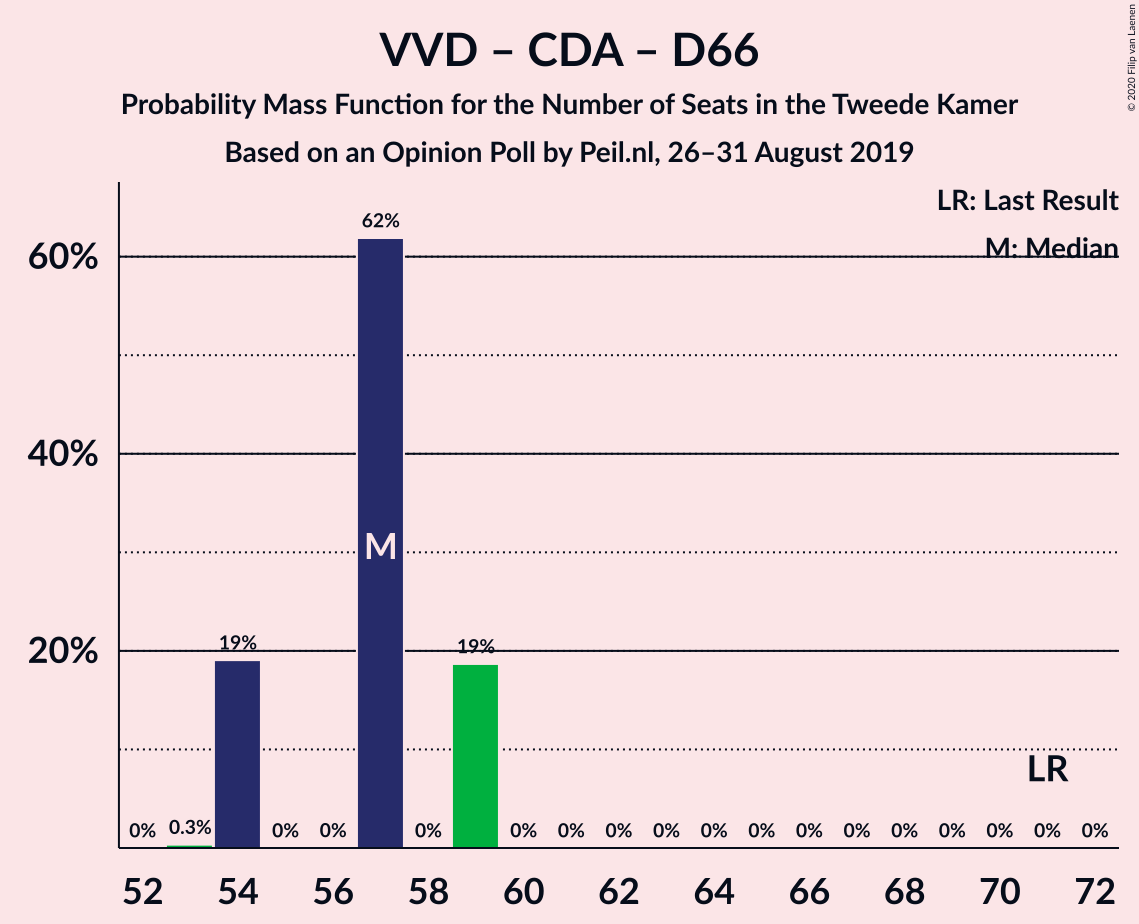 VVD – CDA – D66
Probability Mass Function for the Number of Seats in the Tweede Kamer
Based on an Opinion Poll by Peil.nl, 26–31 August 2019
© 2020 Filip van Laenen
LR: Last Result
M: Median
60%
40%
20%
62%
M
19%
19%
LR
0% 0.3% 0% 0% 0% 0% 0% 0% 0% 0% 0% 0% 0% 0% 0% 0% 0% 0%
52 54 56 58 60 62 64 66 68 70 72